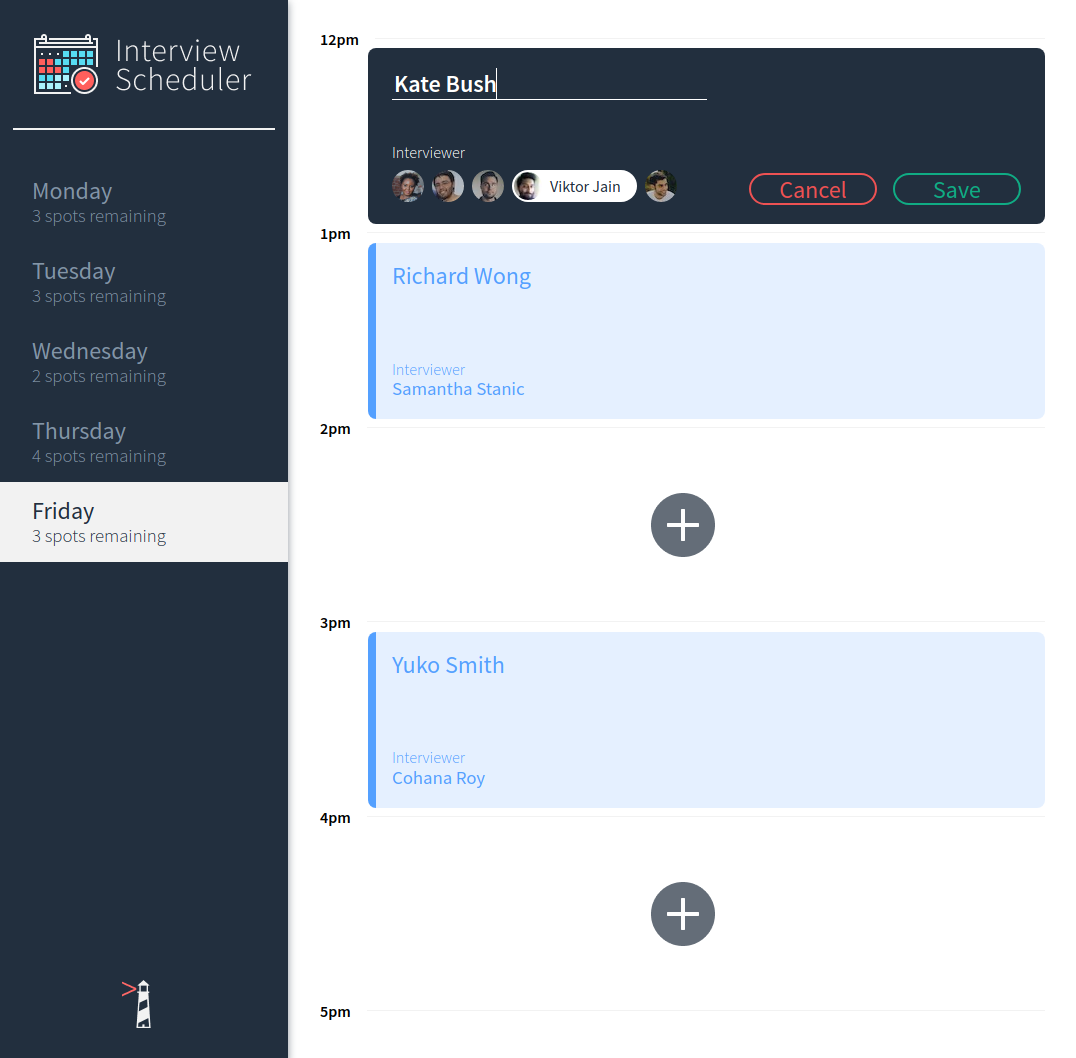 Interview
Scheduler
Monday
3 spots remaining
Tuesday
3 spots remaining
Wednesday
2 spots remaining
Thursday
4 spots remaining
Friday
3 spots remaining
12pm
Kate Bush
Interviewer
Viktor Jain
Cancel
Save
1pm
Richard Wong
Interviewer
Samantha Stanic
2pm
3pm
Yuko Smith
Interviewer
Cohana Roy
4pm
5pm